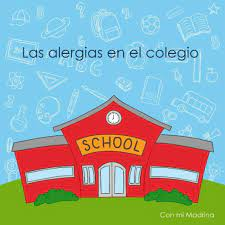 Las alergias en el colegio
SCHOOL
Con mi Madrina